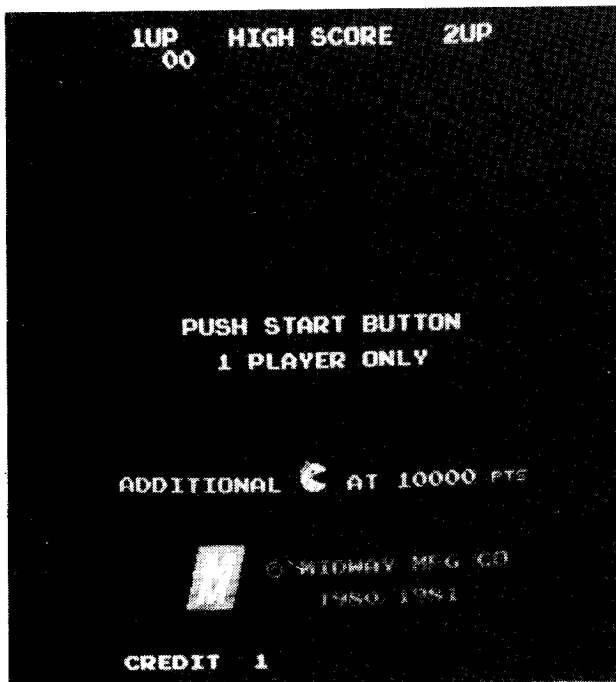 1UP HIGH SCORE 2UP
00
PUSH START BUTTON
1 PLAYER ONLY
ADDITIONAL AT 10000 PTS
M
© MIDWAY MFG CO
1980/1981
CREDIT 1